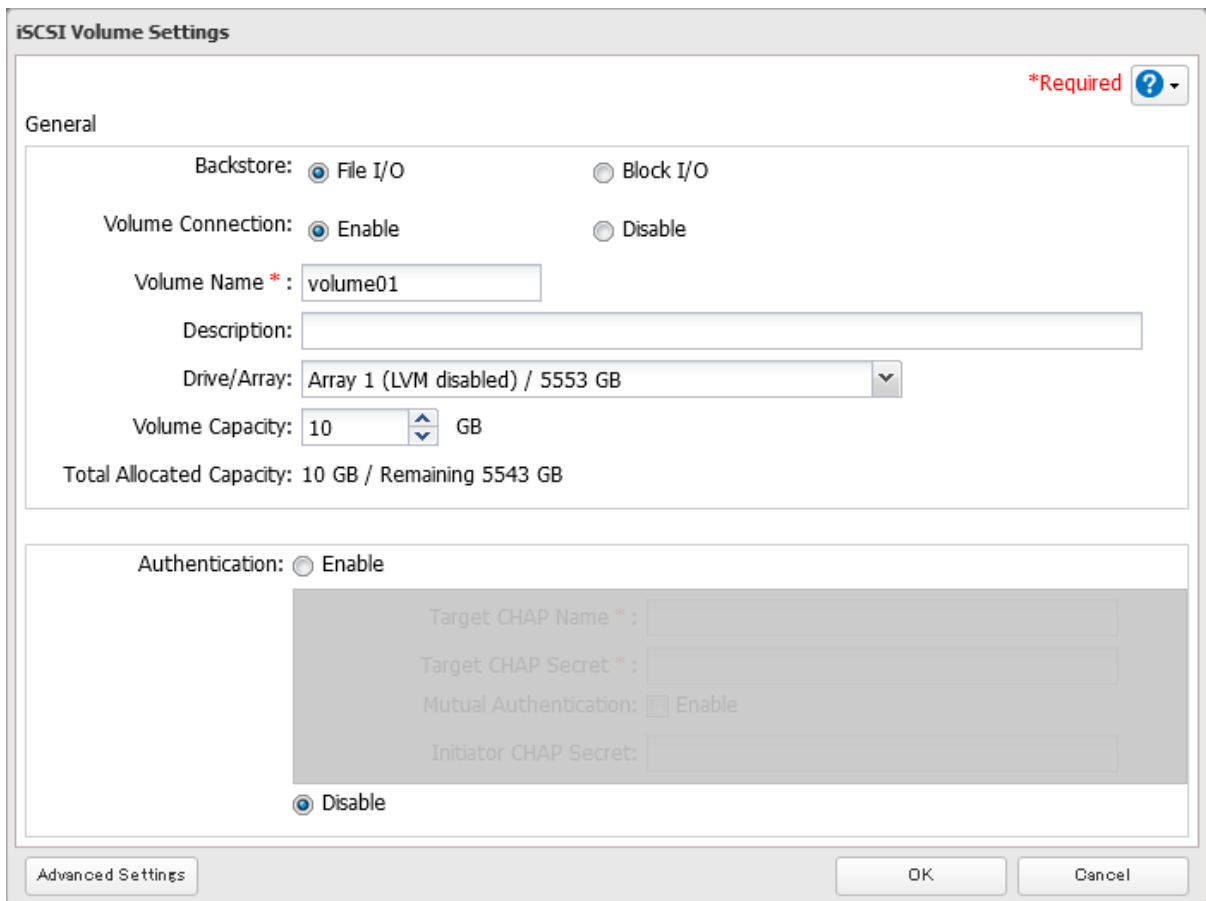 iSCSI Volume Settings
*Required
General
Backstore: File I/O Block I/O
Volume Connection: Enable Disable
Volume Name * : volume01
Description:
Drive/Array: Array 1 (LVM disabled) / 5553 GB
Volume Capacity: 10 GB
Total Allocated Capacity: 10 GB / Remaining 5543 GB
Authentication: Enable
Target CHAP Name * :
Target CHAP Secret * :
Mutual Authentication: Enable
Initiator CHAP Secret:
Disable
Advanced Settings OK Cancel